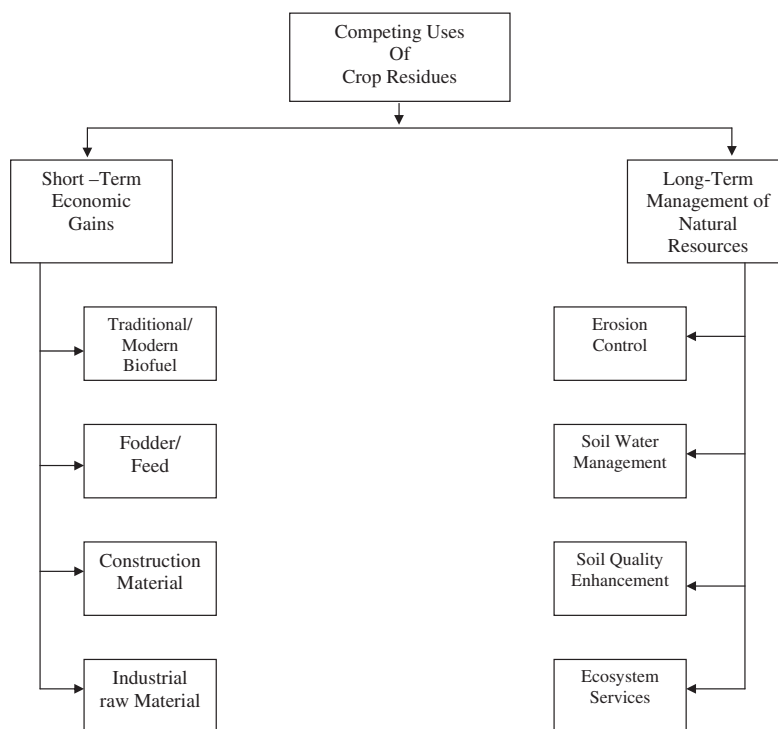 Competing Uses
Of
Crop Residues
Short –Term
Economic
Gains
Long-Term
Management of
Natural
Resources
Traditional/
Modern
Biofuel
Erosion
Control
Fodder/
Feed
Soil Water
Management
Construction
Material
Soil Quality
Enhancement
Industrial
raw Material
Ecosystem
Services